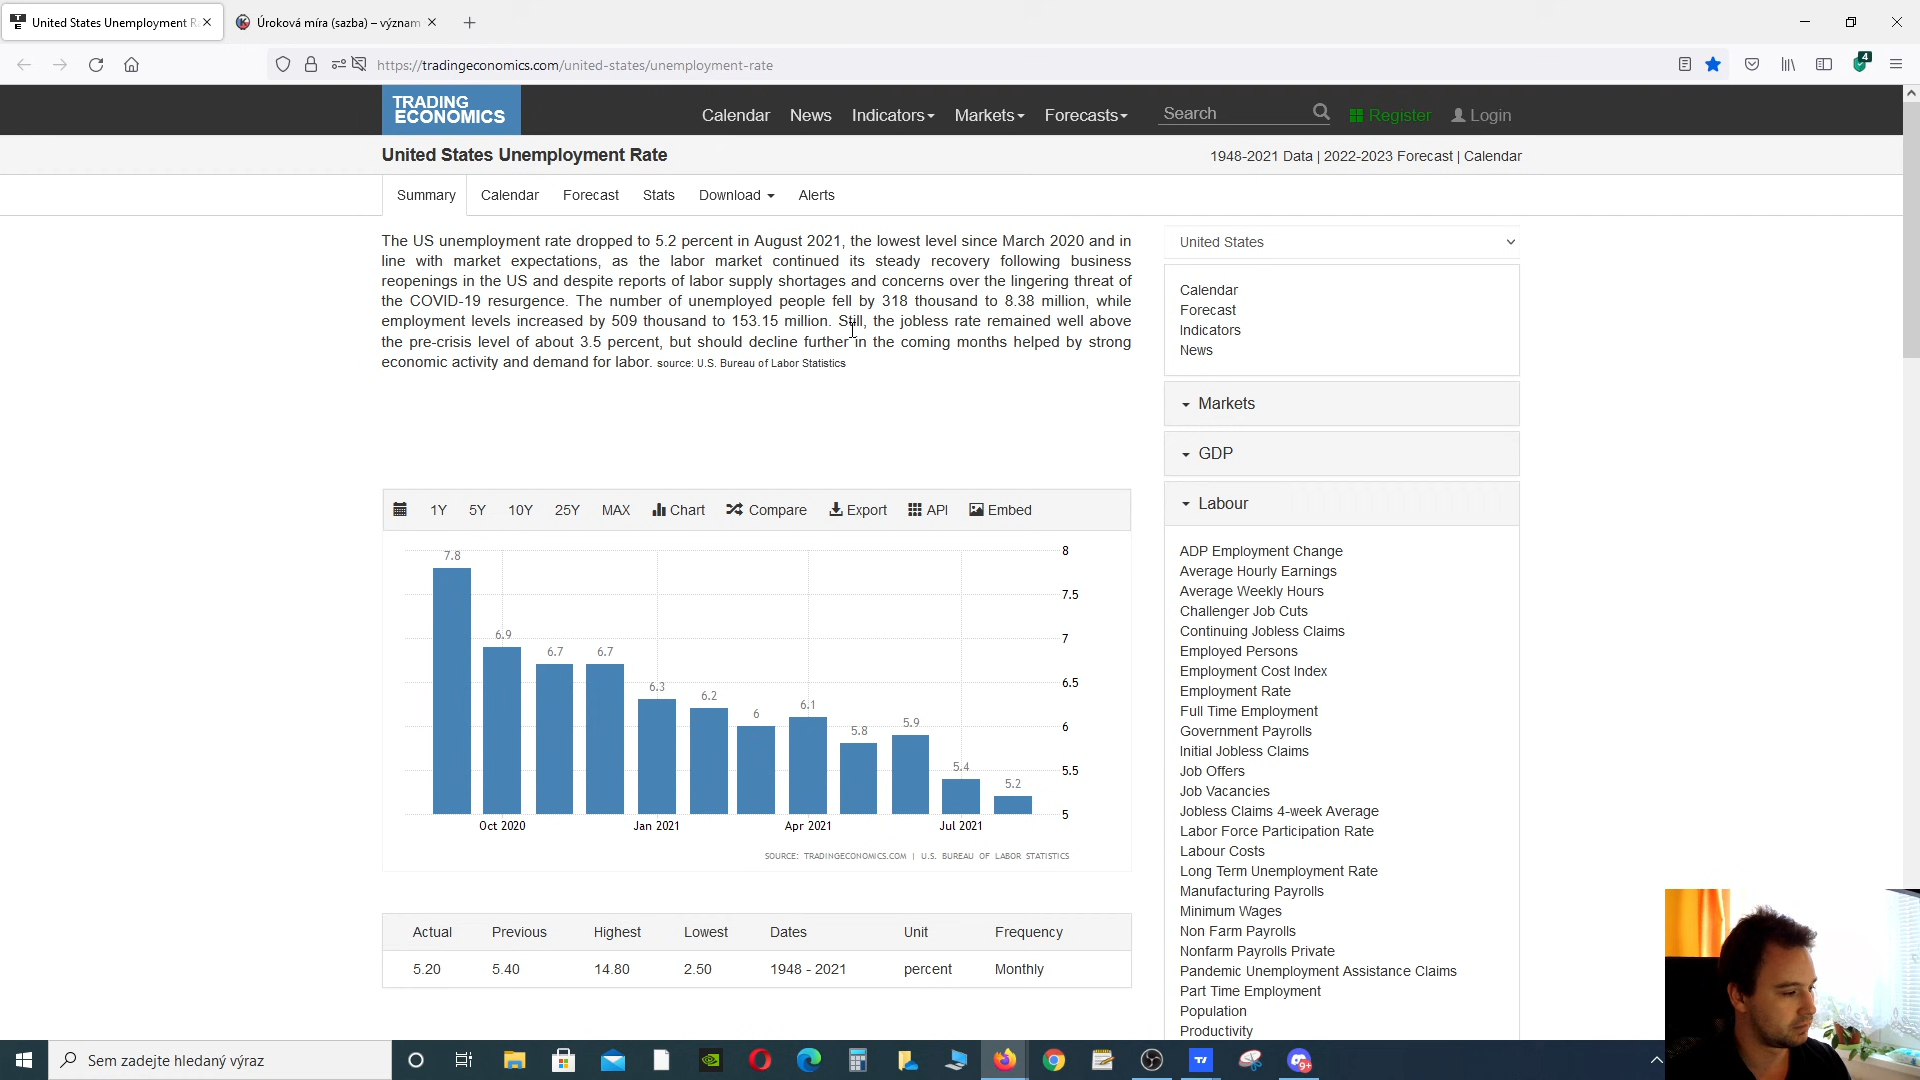 United States Unemployment R
Úroková míra (sazba) – význam
https://tradingeconomics.com/united-states/unemployment-rate
4
TRADING
ECONOMICS
Calendar News Indicators Markets Forecasts Search Register Login
United States Unemployment Rate
1948-2021 Data | 2022-2023 Forecast | Calendar
Summary Calendar Forecast Stats Download Alerts
The US unemployment rate dropped to 5.2 percent in August 2021, the lowest level since March 2020 and in
line with market expectations, as the labor market continued its steady recovery following business
reopenings in the US and despite reports of labor supply shortages and concerns over the lingering threat of
the COVID-19 resurgence. The number of unemployed people fell by 318 thousand to 8.38 million, while
employment levels increased by 509 thousand to 153.15 million. Still, the jobless rate remained well above
the pre-crisis level of about 3.5 percent, but should decline further in the coming months helped by strong
economic activity and demand for labor. source: U.S. Bureau of Labor Statistics
1Y 5Y 10Y 25Y MAX Chart Compare Export API Embed
7.8
6.9
6.7
6.7
6.3
6.2
6
6.1
5.8
5.9
5.4
5.2
8
7.5
7
6.5
6
5.5
5
Oct 2020 Jan 2021 Apr 2021 Jul 2021
SOURCE: TRADINGECONOMICS.COM | U.S. BUREAU OF LABOR STATISTICS
Actual Previous Highest Lowest Dates Unit Frequency
5.20 5.40 14.80 2.50 1948 - 2021 percent Monthly
United States
Calendar
Forecast
Indicators
News
Markets
GDP
Labour
ADP Employment Change
Average Hourly Earnings
Average Weekly Hours
Challenger Job Cuts
Continuing Jobless Claims
Employed Persons
Employment Cost Index
Employment Rate
Full Time Employment
Government Payrolls
Initial Jobless Claims
Job Offers
Job Vacancies
Jobless Claims 4-week Average
Labor Force Participation Rate
Labour Costs
Long Term Unemployment Rate
Manufacturing Payrolls
Minimum Wages
Non Farm Payrolls
Nonfarm Payrolls Private
Pandemic Unemployment Assistance Claims
Part Time Employment
Population
Productivity
Sem zadejte hledaný výraz
9+